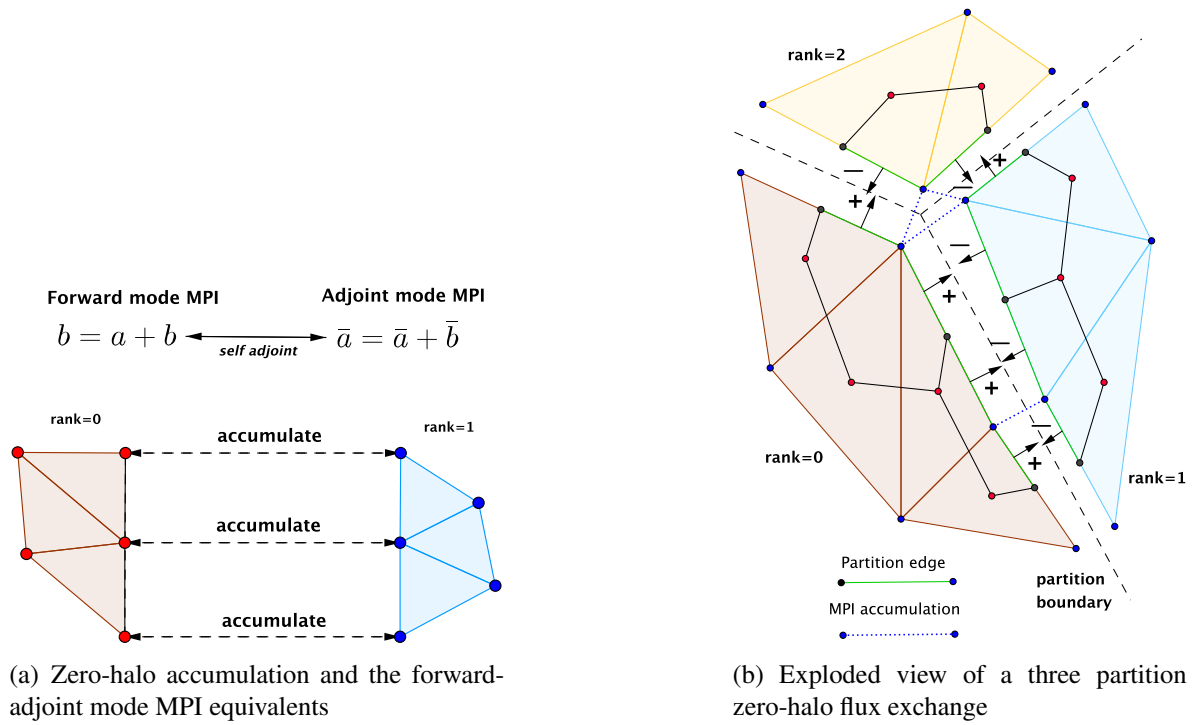 Forward mode MPI
Adjoint mode MPI
b = a + b
self adjoint
ā = ā + b̄
rank=0
rank=1
accumulate
accumulate
accumulate
(a) Zero-halo accumulation and the forward-
adjoint mode MPI equivalents
rank=2
− +
− +
− +
− +
− +
rank=0
rank=1
Partition edge
MPI accumulation
partition
boundary
(b) Exploded view of a three partition
zero-halo flux exchange